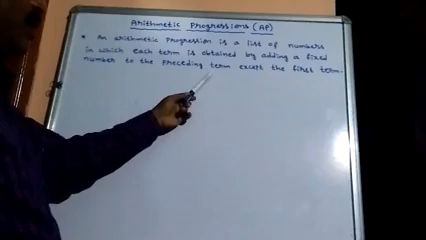 Arithmetic Progressions (AP)
* An arithmetic progression is a list of numbers
in which each term is obtained by adding a fixed
number to the preceding term except the first term.